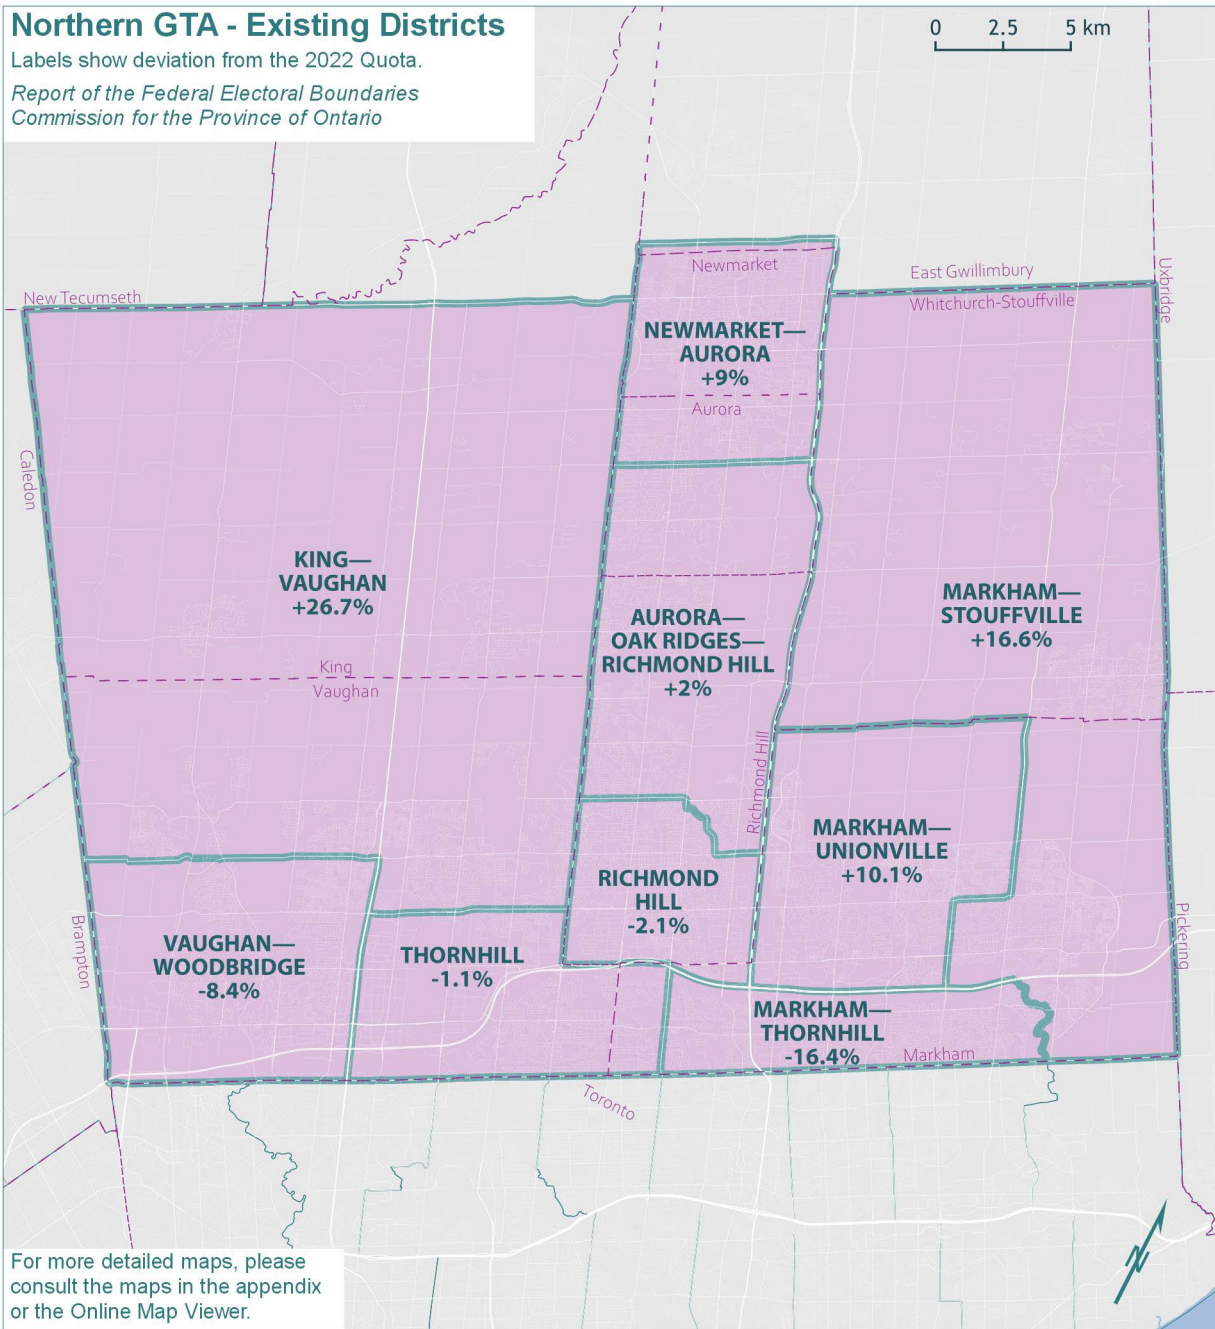 Northern GTA - Existing Districts
Labels show deviation from the 2022 Quota.
Report of the Federal Electoral Boundaries
Commission for the Province of Ontario
0 2.5 5 km
New Tecumseth
Newmarket
East Gwillimbury
Whitchurch-Stouffville
Uxbridge
NEWMARKET—
AURORA
+9%
Aurora
Caledon
KING—
VAUGHAN
+26.7%
MARKHAM—
STOUFFVILLE
+16.6%
AURORA—
OAK RIDGES—
RICHMOND HILL
+2%
King
Vaughan
Richmond Hill
MARKHAM—
UNIONVILLE
+10.1%
RICHMOND
HILL
-2.1%
Brampton
VAUGHAN—
WOODBRIDGE
-8.4%
THORNHILL
-1.1%
Pickering
MARKHAM—
THORNHILL
-16.4%
Markham
Toronto
N
For more detailed maps, please
consult the maps in the appendix
or the Online Map Viewer.